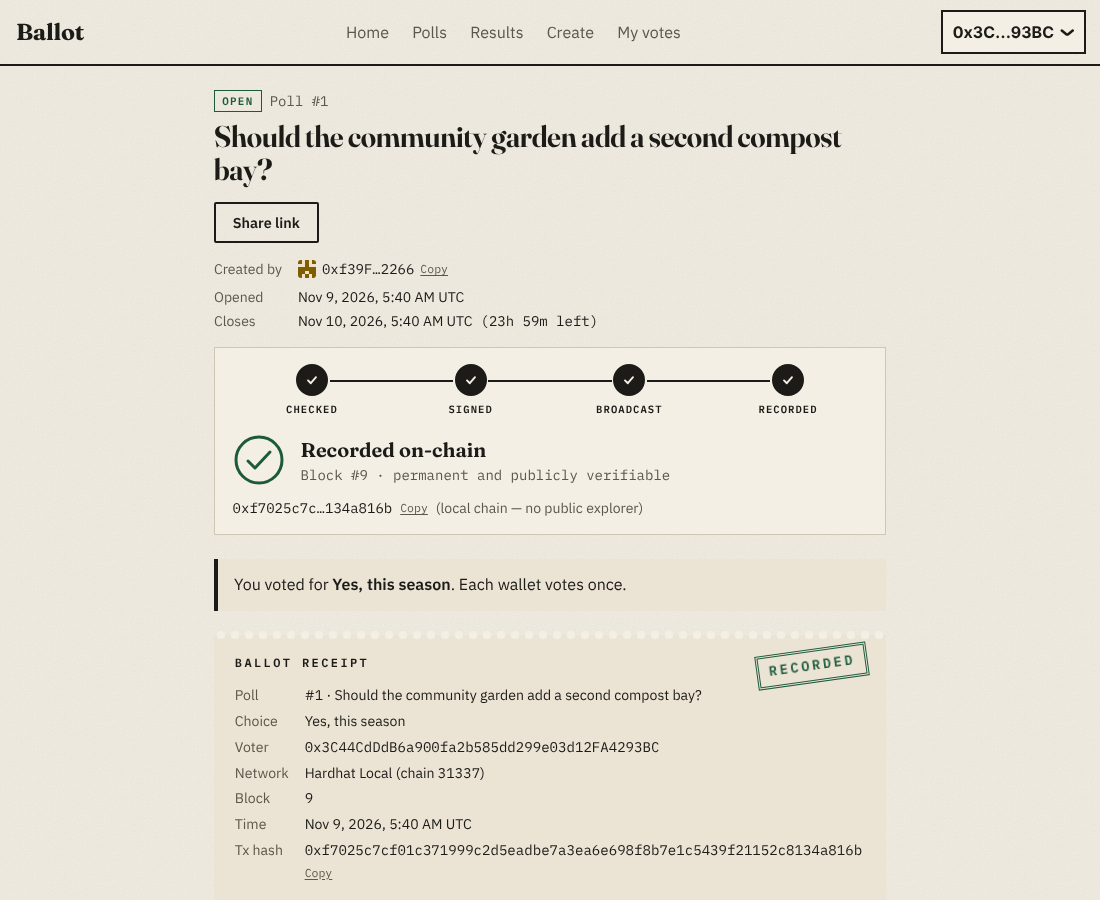 Ballot
Home Polls Results Create My votes
0x3C...93BC
OPEN Poll #1
Should the community garden add a second compost
bay?
Share link
Created by 0xf39F…2266 Copy
Opened Nov 9, 2026, 5:40 AM UTC
Closes Nov 10, 2026, 5:40 AM UTC (23h 59m left)
CHECKED SIGNED BROADCAST RECORDED
Recorded on-chain
Block #9 · permanent and publicly verifiable
0xf7025c7c…134a816b Copy (local chain — no public explorer)
You voted for Yes, this season. Each wallet votes once.
BALLOT RECEIPT
RECORDED
Poll #1 · Should the community garden add a second compost bay?
Choice Yes, this season
Voter 0x3C44CdDdB6a900fa2b585dd299e03d12FA4293BC
Network Hardhat Local (chain 31337)
Block 9
Time Nov 9, 2026, 5:40 AM UTC
Tx hash 0xf7025c7cf01c371999c2d5eadbe7a3ea6e698f8b7e1c5439f21152c8134a816b
Copy